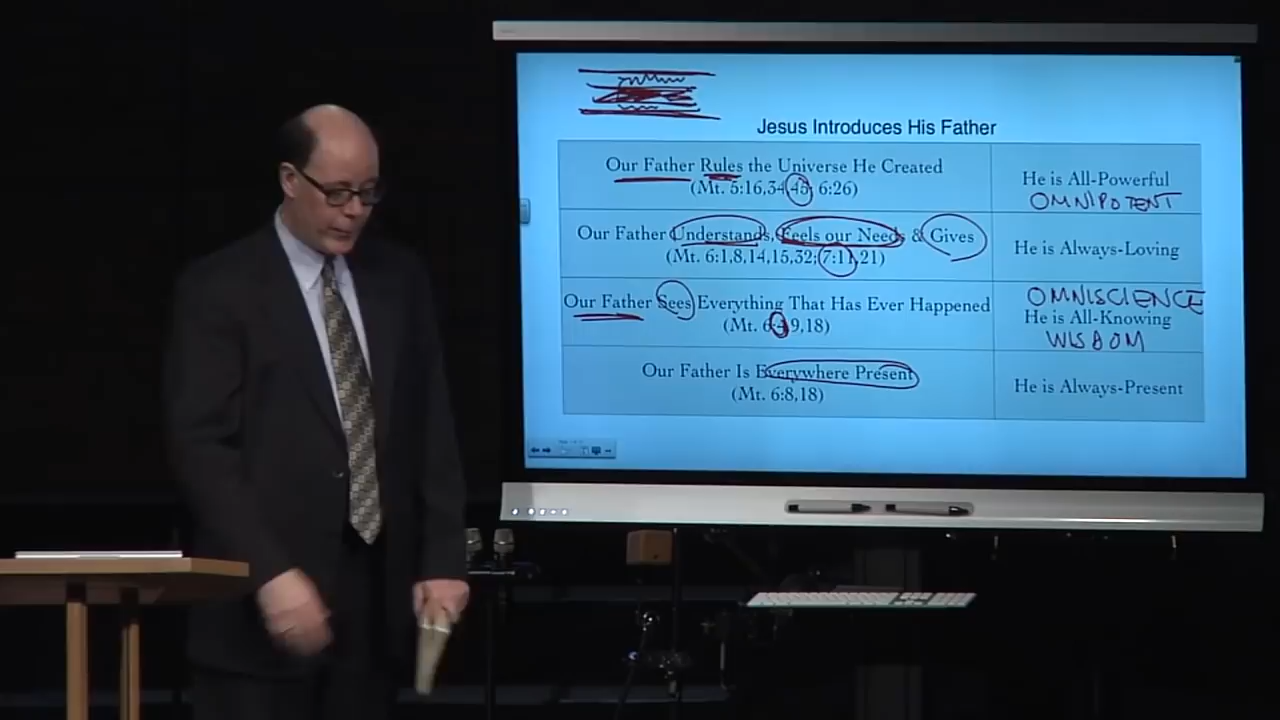 Jesus Introduces His Father
Our Father Rules the Universe He Created
(Mt. 5:16,34,45; 6:26)
He is All-Powerful
OMNIPOTENT
Our Father Understands, Feels our Needs & Gives
(Mt. 6:1,8,14,15,32; 7:11,21)
He is Always-Loving
Our Father Sees Everything That Has Ever Happened
(Mt. 6:4,9,18)
OMNISCIENCE
He is All-Knowing
WISDOM
Our Father Is Everywhere Present
(Mt. 6:8,18)
He is Always-Present